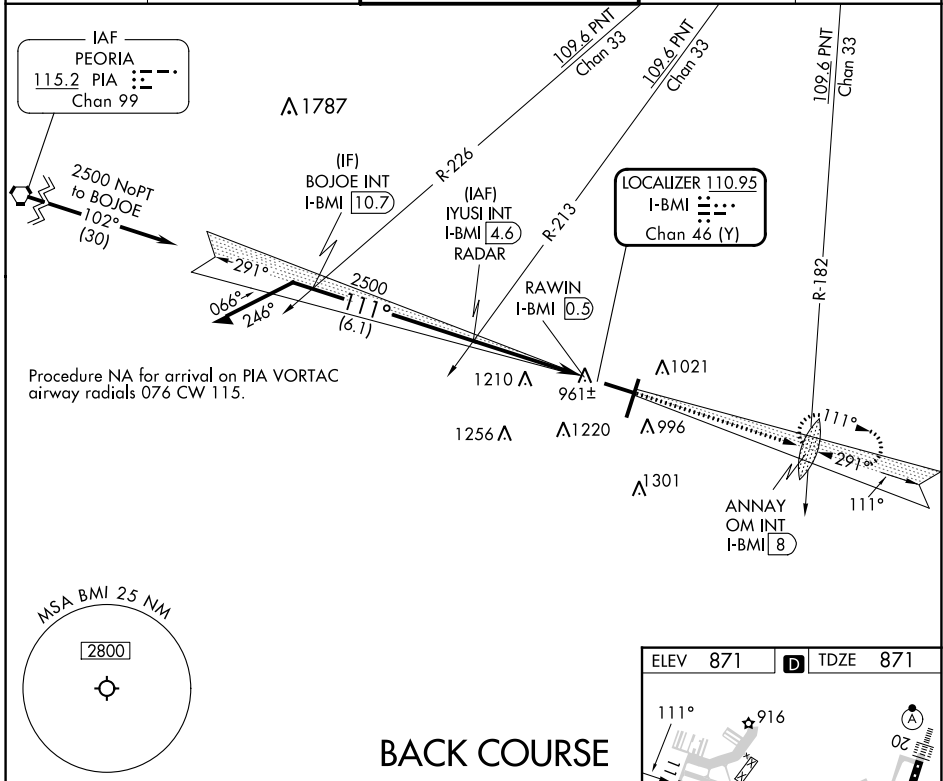 IAF
PEORIA
115.2 PIA
Chan 99
1787
2500 NoPT
to BOJOE
102°
(30)
(IF)
BOJOE INT
I-BMI 10.7
R-226
109.6 PNT
Chan 33
(IAF)
IYUSI INT
I-BMI 4.6
RADAR
R-213
109.6 PNT
Chan 33
LOCALIZER 110.95
I-BMI
Chan 46 (Y)
109.6 PNT
Chan 33
R-182
291°
066°
246°
2500
111°
(6.1)
RAWIN
I-BMI 0.5
Procedure NA for arrival on PIA VORTAC
airway radials 076 CW 115.
1210
961±
1021
1256
1220
996
1301
111°
291°
111°
ANNAY
OM INT
I-BMI 8
MSA BMI 25 NM
2800
BACK COURSE
ELEV 871 D TDZE 871
111°
916
A
20